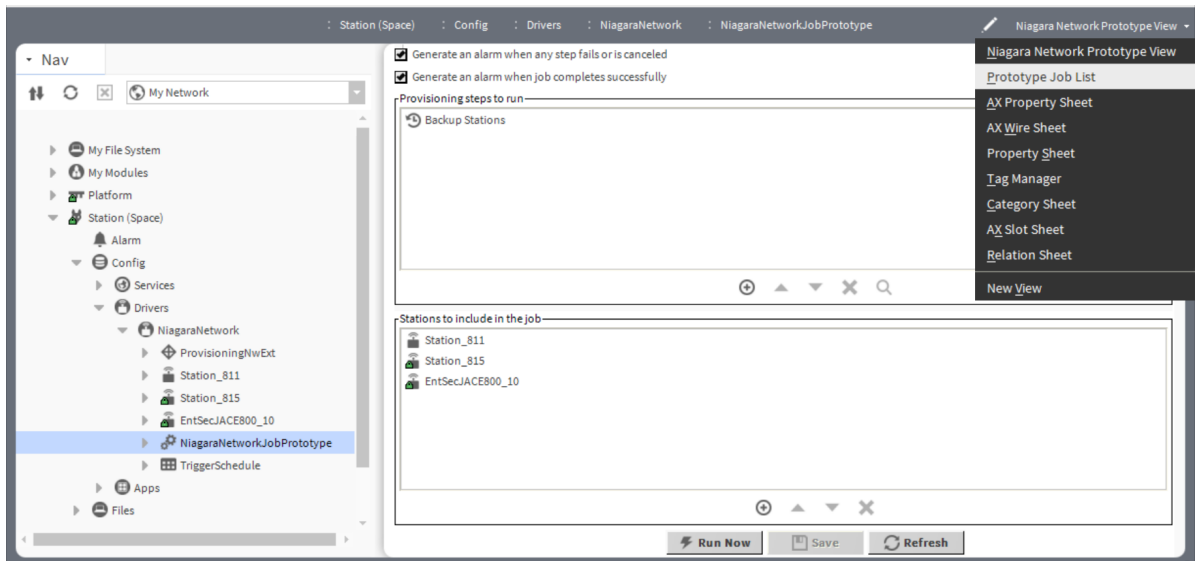 : Station (Space) : Config : Drivers : NiagaraNetwork : NiagaraNetworkJobPrototype Niagara Network Prototype View
Nav
My Network
My File System
My Modules
Platform
Station (Space)
Alarm
Config
Services
Drivers
NiagaraNetwork
ProvisioningNwExt
Station_811
Station_815
EntSecJACE800_10
NiagaraNetworkJobPrototype
TriggerSchedule
Apps
Files
Generate an alarm when any step fails or is canceled
Generate an alarm when job completes successfully
Provisioning steps to run
Backup Stations
Stations to include in the job
Station_811
Station_815
EntSecJACE800_10
Run Now Save Refresh
Niagara Network Prototype View
Prototype Job List
AX Property Sheet
AX Wire Sheet
Property Sheet
Tag Manager
Category Sheet
AX Slot Sheet
Relation Sheet
New View